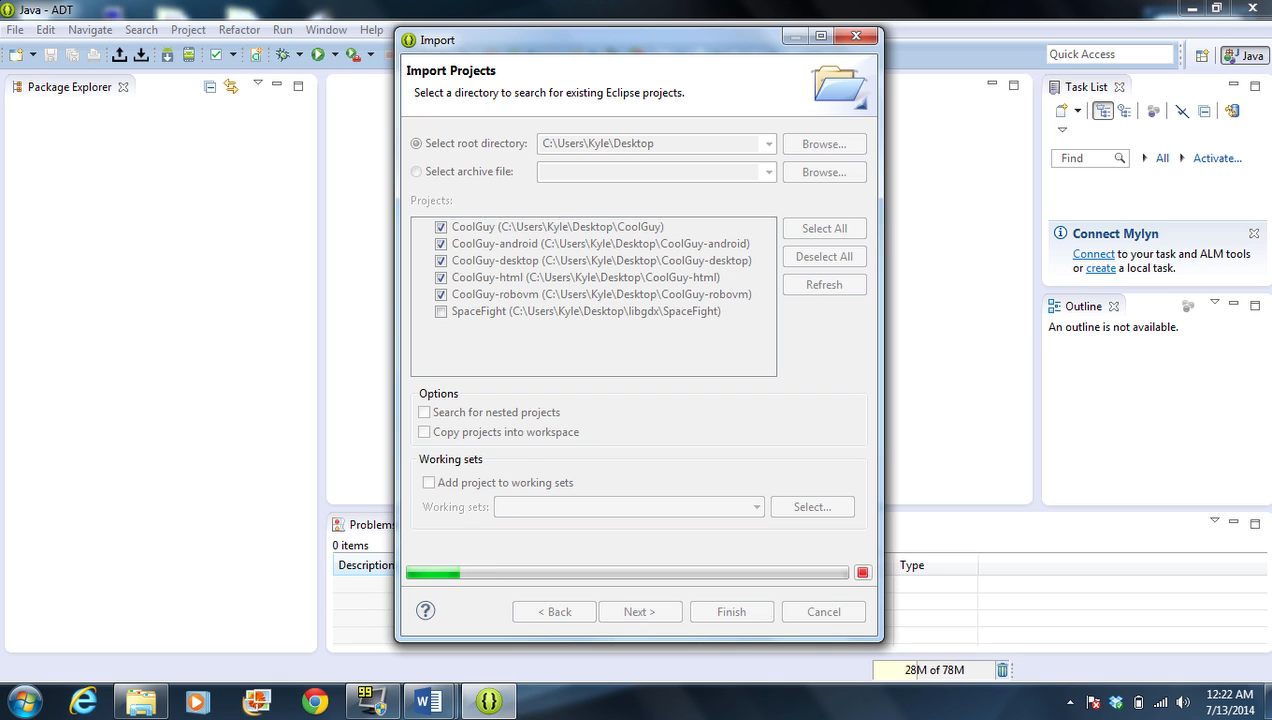 Java - ADT
File Edit Navigate Search Project Refactor Run Window Help
Quick Access
Java
Package Explorer
Import
Import Projects
Select a directory to search for existing Eclipse projects.
Select root directory: C:\Users\Kyle\Desktop Browse...
Select archive file: Browse...
Projects:
CoolGuy (C:\Users\Kyle\Desktop\CoolGuy)
CoolGuy-android (C:\Users\Kyle\Desktop\CoolGuy-android)
CoolGuy-desktop (C:\Users\Kyle\Desktop\CoolGuy-desktop)
CoolGuy-html (C:\Users\Kyle\Desktop\CoolGuy-html)
CoolGuy-robovm (C:\Users\Kyle\Desktop\CoolGuy-robovm)
SpaceFight (C:\Users\Kyle\Desktop\libgdx\SpaceFight)
Select All
Deselect All
Refresh
Options
Search for nested projects
Copy projects into workspace
Working sets
Add project to working sets
Working sets: Select...
< Back Next > Finish Cancel
Task List
Find All Activate...
Connect Mylyn
Connect to your task and ALM tools
or create a local task.
Outline
An outline is not available.
Problems
0 items
Description Type
28M of 78M
99
12:22 AM
7/13/2014